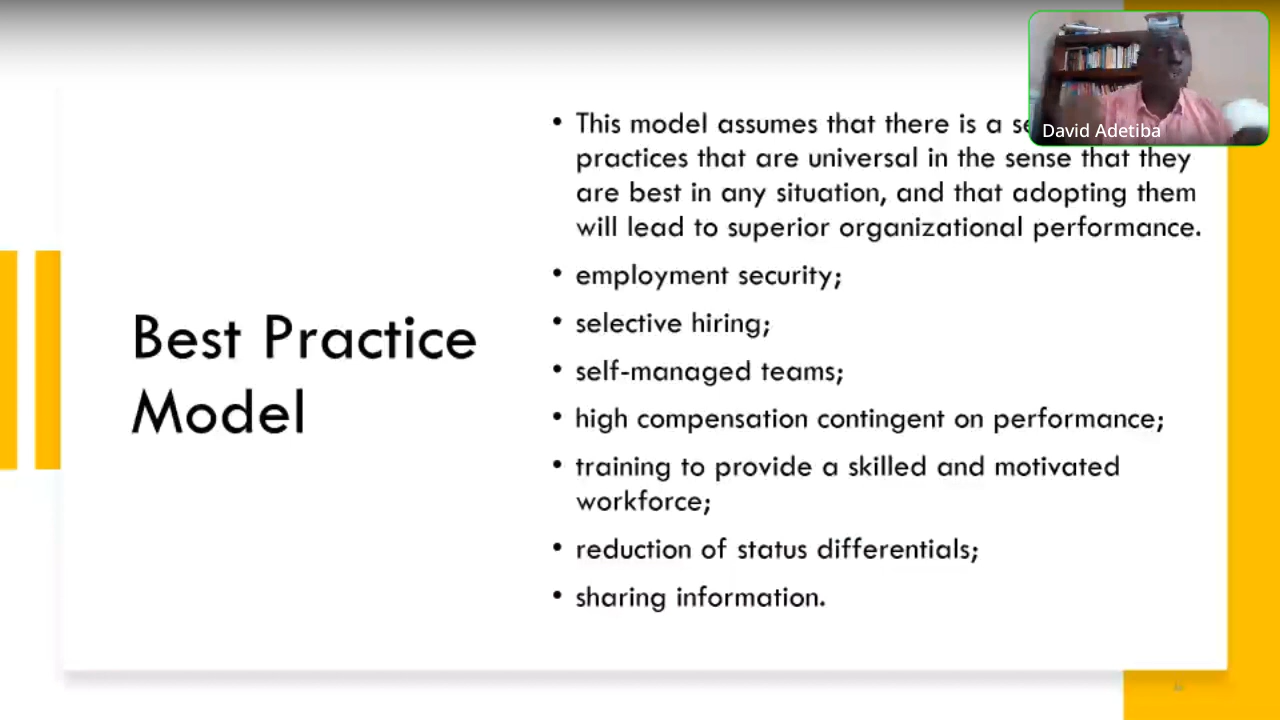 David Adetiba
Best Practice
Model
• This model assumes that there is a
practices that are universal in the sense that they
are best in any situation, and that adopting them
will lead to superior organizational performance.
• employment security;
• selective hiring;
• self-managed teams;
• high compensation contingent on performance;
• training to provide a skilled and motivated
workforce;
• reduction of status differentials;
• sharing information.